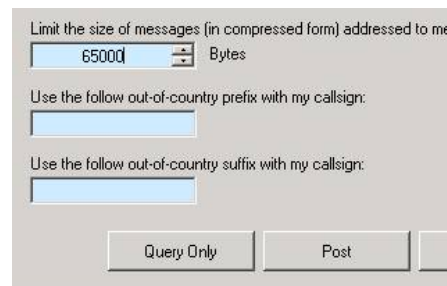 Limit the size of messages (in compressed form) addressed to me
65000 Bytes
Use the follow out-of-country prefix with my callsign:
Use the follow out-of-country suffix with my callsign:
Query Only Post